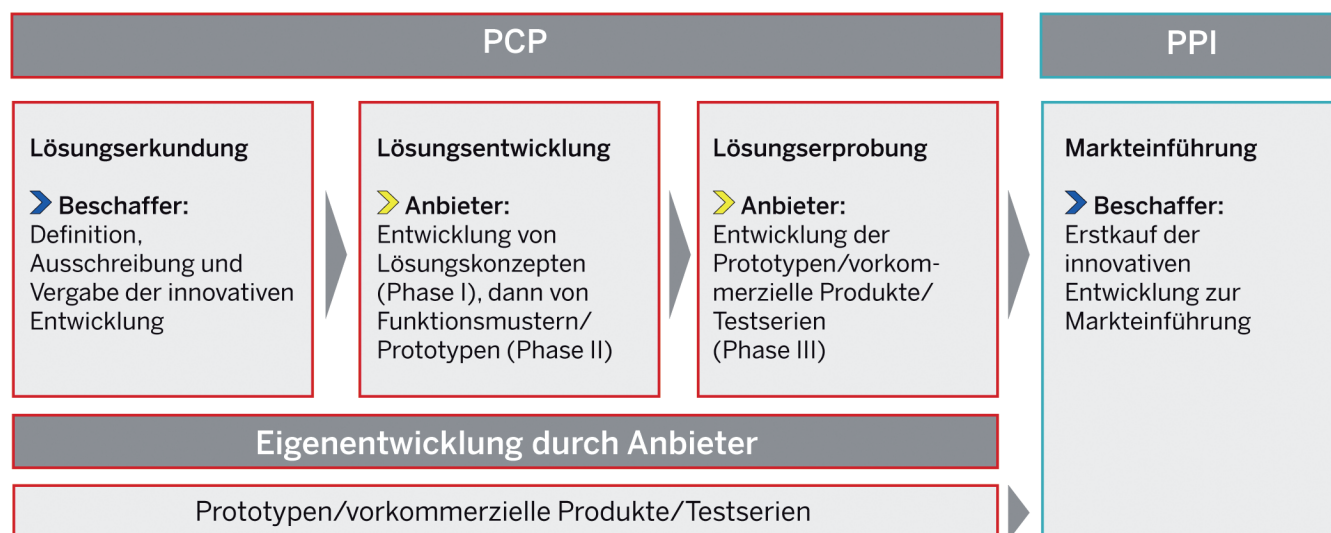 PCP
PPI
Lösungserkundung
Beschaffer:
Definition,
Ausschreibung und
Vergabe der innovativen
Entwicklung
Lösungsentwicklung
Anbieter:
Entwicklung von
Lösungskonzepten
(Phase I), dann von
Funktionsmustern/
Prototypen (Phase II)
Lösungserprobung
Anbieter:
Entwicklung der
Prototypen/vorkom-
merzielle Produkte/
Testserien
(Phase III)
Markteinführung
Beschaffer:
Erstkauf der
innovativen
Entwicklung zur
Markteinführung
Eigenentwicklung durch Anbieter
Prototypen/vorkommerzielle Produkte/Testserien